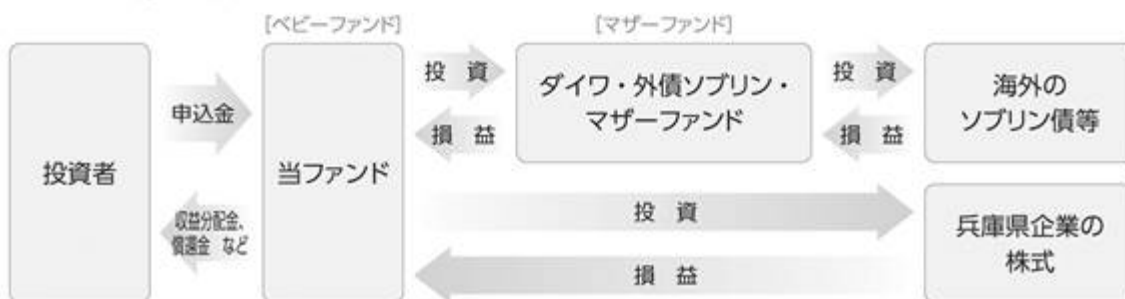 [ベビーファンド]
[マザーファンド]
投資者
申込金
収益分配金、
償還金 など
当ファンド
投 資
損 益
ダイワ・外債ソブリン・
マザーファンド
投 資
損 益
海外の
ソブリン債等
投 資
損 益
兵庫県企業の
株式